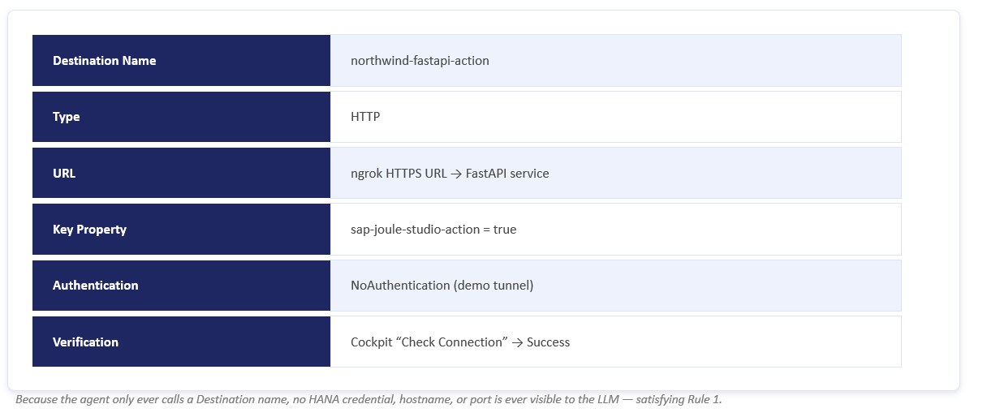 Destination Name northwind-fastapi-action
Type HTTP
URL ngrok HTTPS URL → FastAPI service
Key Property sap-joule-studio-action = true
Authentication NoAuthentication (demo tunnel)
Verification Cockpit “Check Connection” → Success
Because the agent only ever calls a Destination name, no HANA credential, hostname, or port is ever visible to the LLM — satisfying Rule 1.